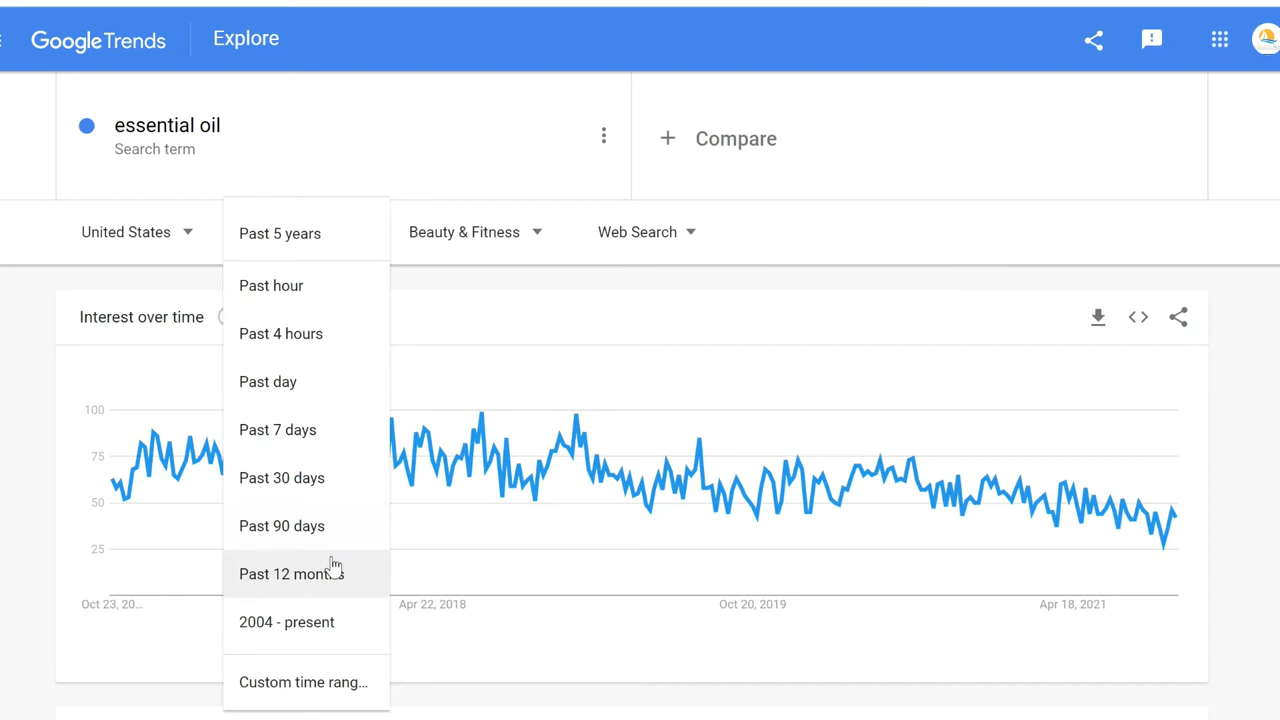 Google Trends
Explore
essential oil
Search term
+ Compare
United States
Past 5 years
Beauty & Fitness
Web Search
Past hour
Past 4 hours
Past day
Past 7 days
Past 30 days
Past 90 days
Past 12 months
2004 - present
Custom time rang...
Interest over time
100
75
50
25
Oct 23, 20...
Apr 22, 2018
Oct 20, 2019
Apr 18, 2021